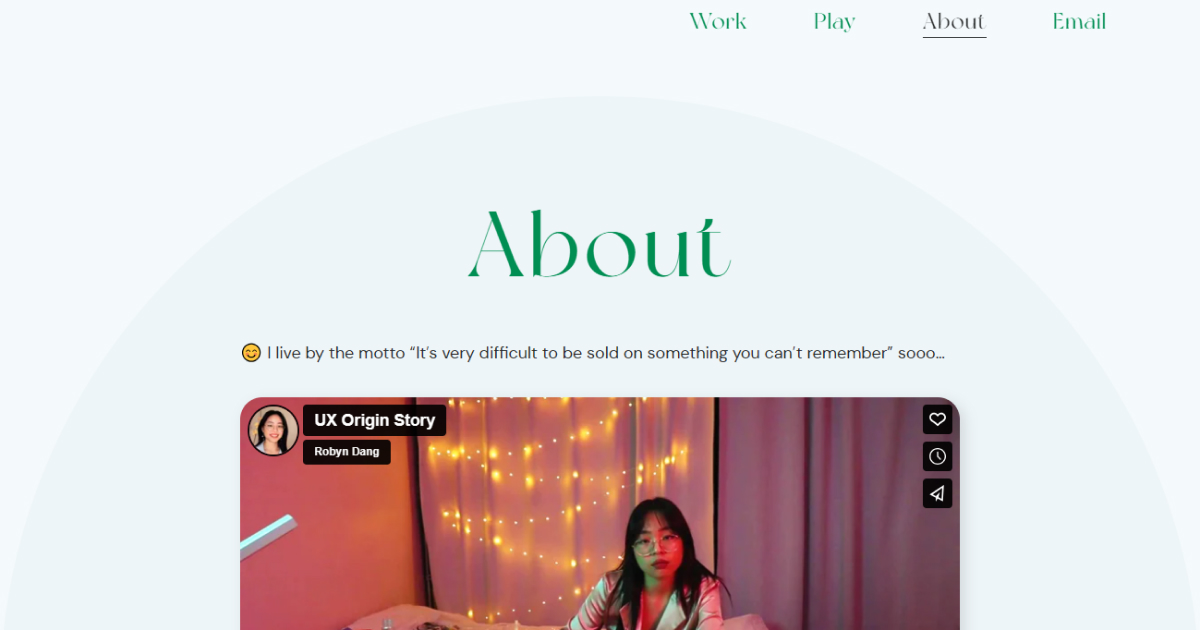 Work Play About Email
About
😊 I live by the motto “It’s very difficult to be sold on something you can’t remember” sooo…
UX Origin Story
Robyn Dang